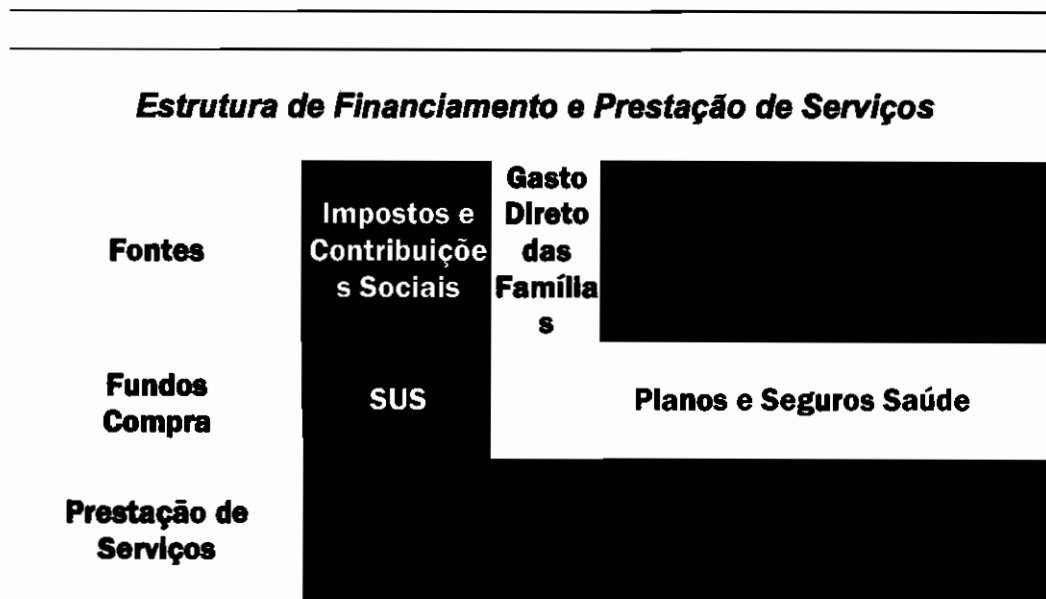 Estrutura de Financiamento e Prestação de Serviços
Fontes
Impostos e
Contribuiçõe
s Sociais
Gasto
Direto
das
Família
s
Fundos
Compra
SUS
Planos e Seguros Saúde
Prestação de
Serviços